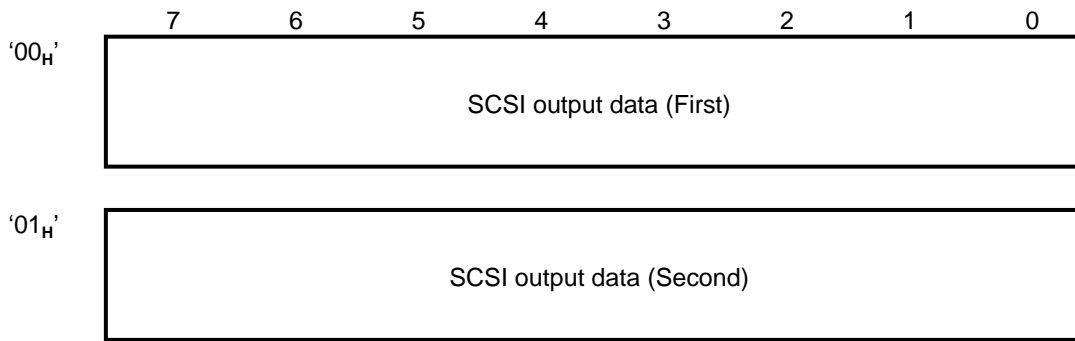 7 6 5 4 3 2 1 0
‘00H’
SCSI output data (First)
‘01H’
SCSI output data (Second)